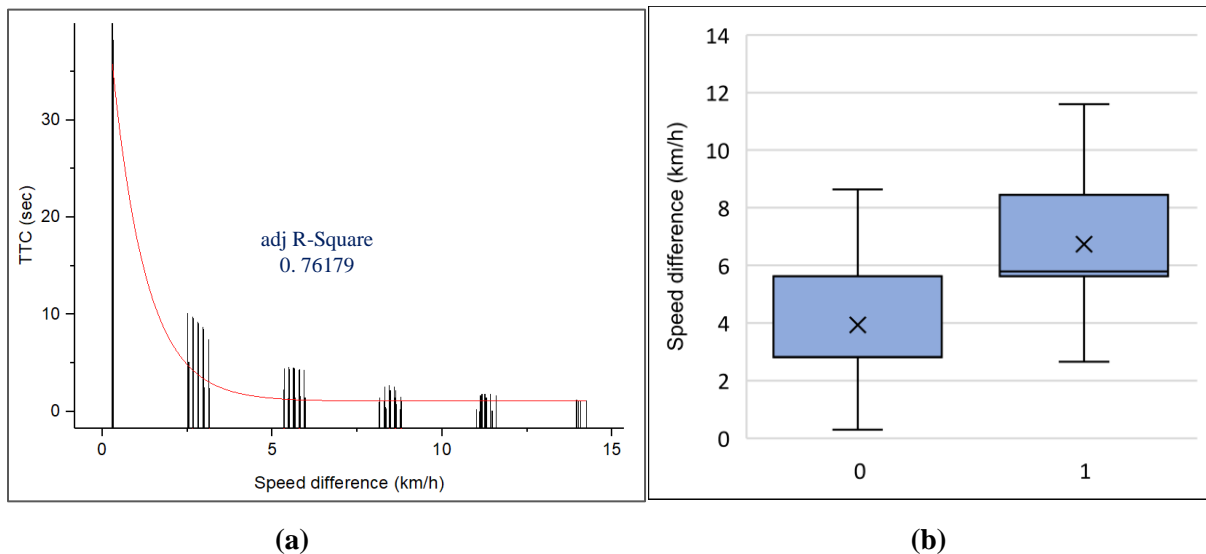 TTC (sec)
30
20
10
0
adj R-Square
0. 76179
0 5 10 15
Speed difference (km/h)
(a)
Speed difference (km/h)
14
12
10
8
6
4
2
0
0 1
(b)